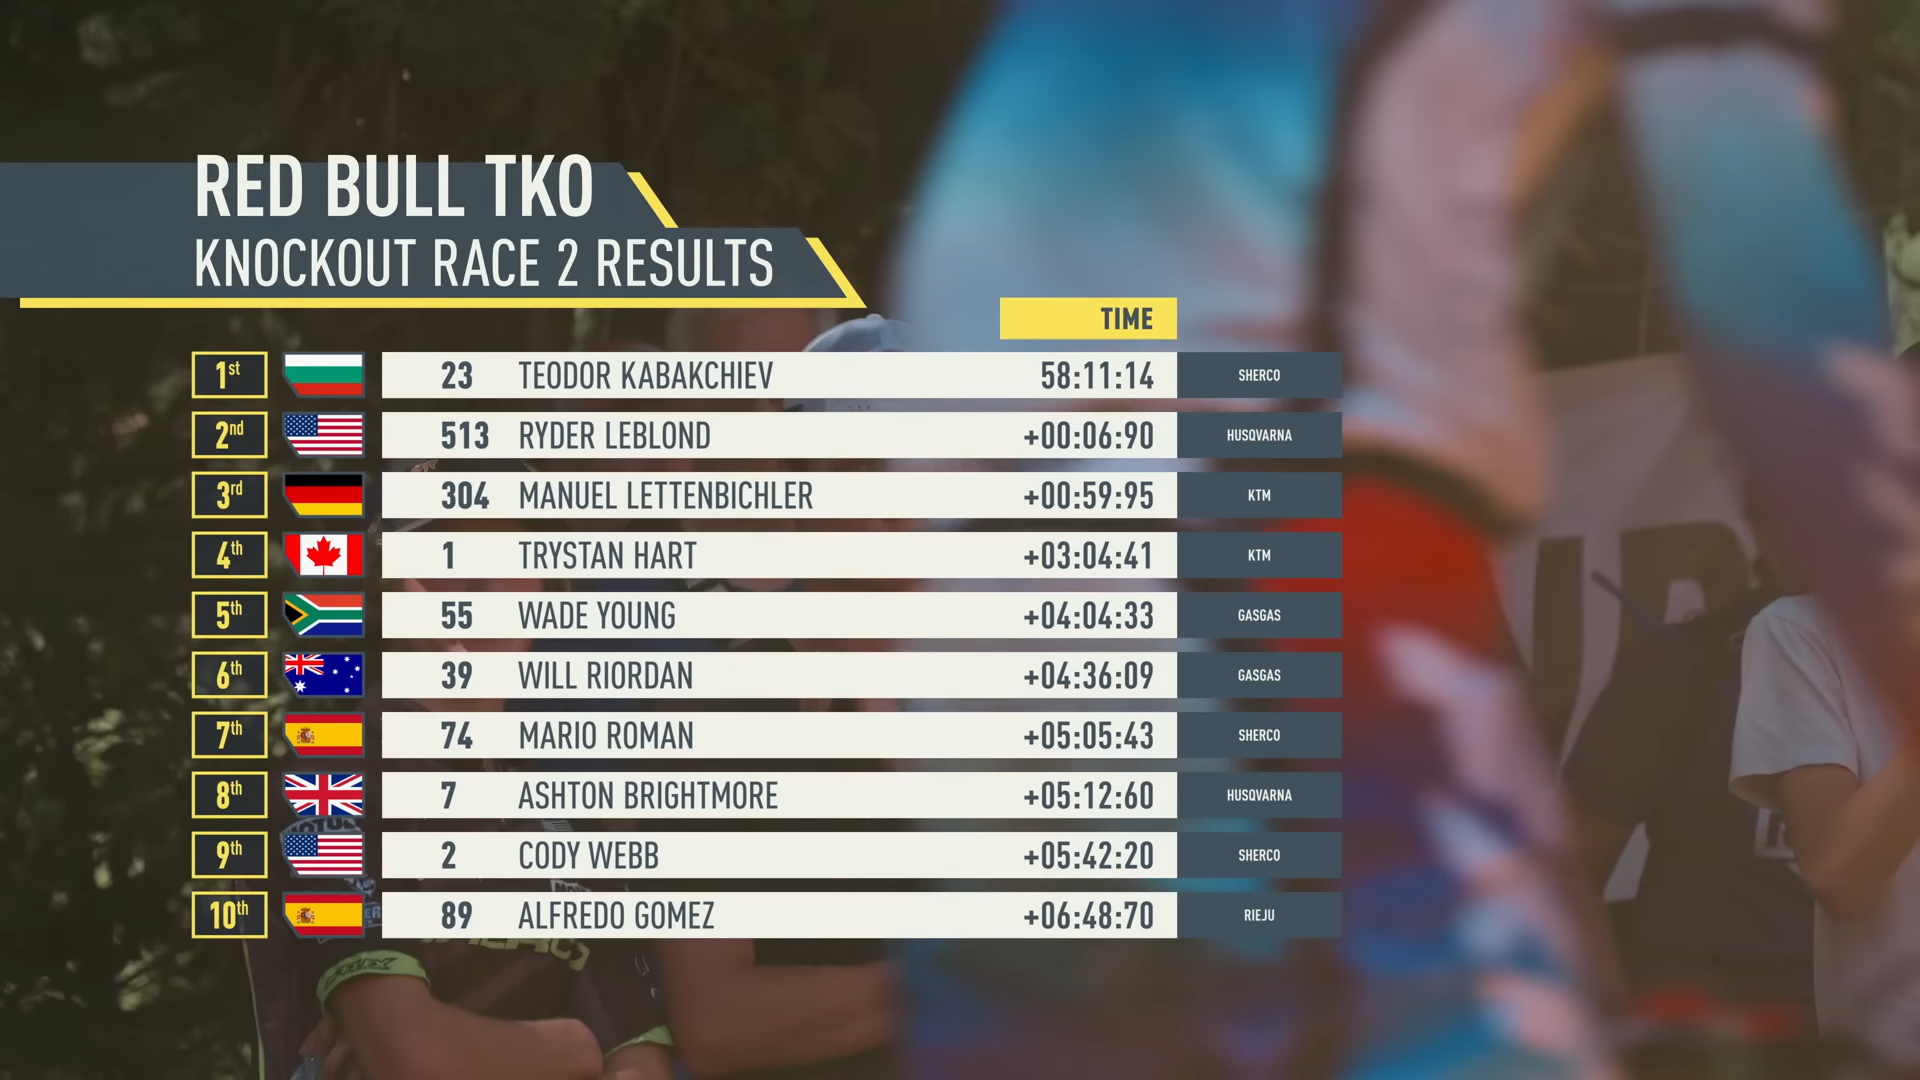 RED BULL TKO
KNOCKOUT RACE 2 RESULTS
TIME
1st 23 TEODOR KABAKCHIEV 58:11:14 SHERCO
2nd 513 RYDER LEBLOND +00:06:90 HUSQVARNA
3rd 304 MANUEL LETTENBICHLER +00:59:95 KTM
4th 1 TRYSTAN HART +03:04:41 KTM
5th 55 WADE YOUNG +04:04:33 GASGAS
6th 39 WILL RIORDAN +04:36:09 GASGAS
7th 74 MARIO ROMAN +05:05:43 SHERCO
8th 7 ASHTON BRIGHTMORE +05:12:60 HUSQVARNA
9th 2 CODY WEBB +05:42:20 SHERCO
10th 89 ALFREDO GOMEZ +06:48:70 RIEJU